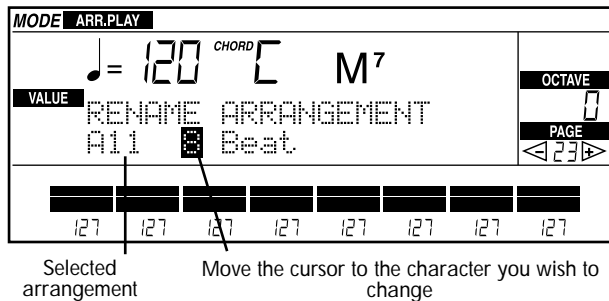 MODE ARR.PLAY
♩= 120 CHORD C M7
OCTAVE
0
VALUE
RENAME ARRANGEMENT
A11 8 Beat
PAGE
- 23 +
127 127 127 127 127 127 127 127
Selected arrangement
Move the cursor to the character you wish to change